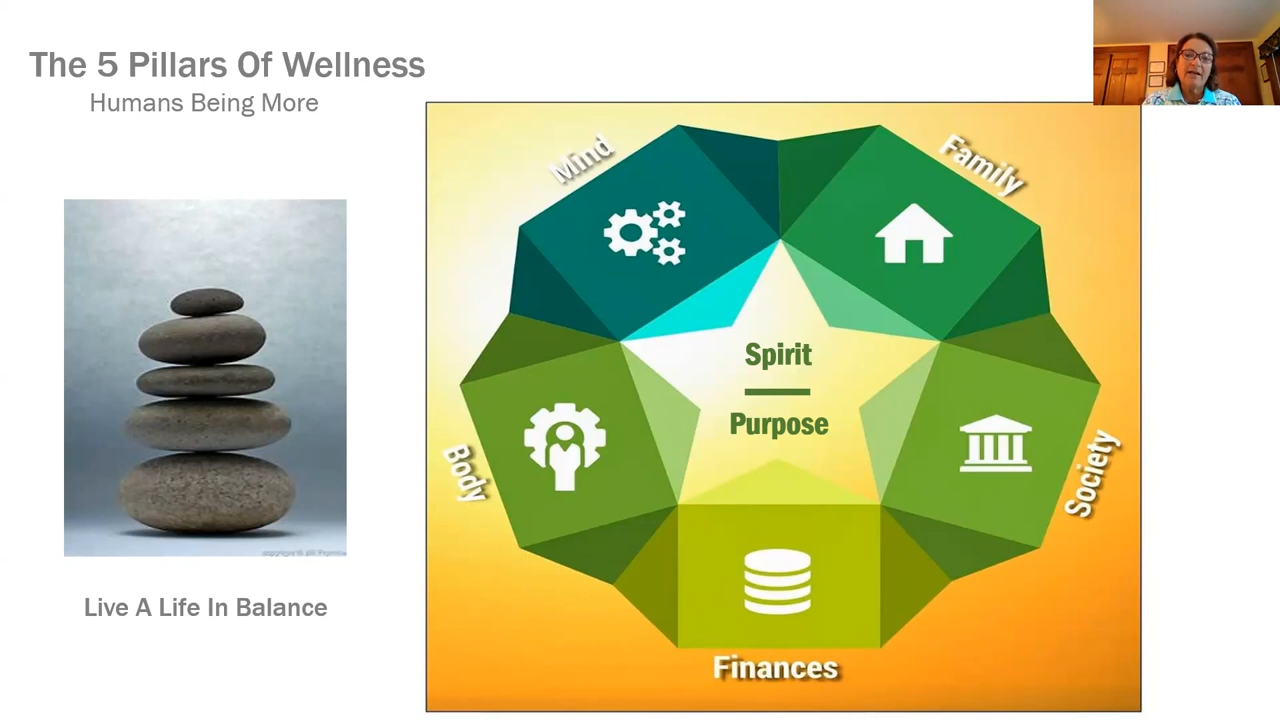 The 5 Pillars Of Wellness
Humans Being More
Mind
Family
Spirit
Purpose
Body
Society
Finances
Live A Life In Balance